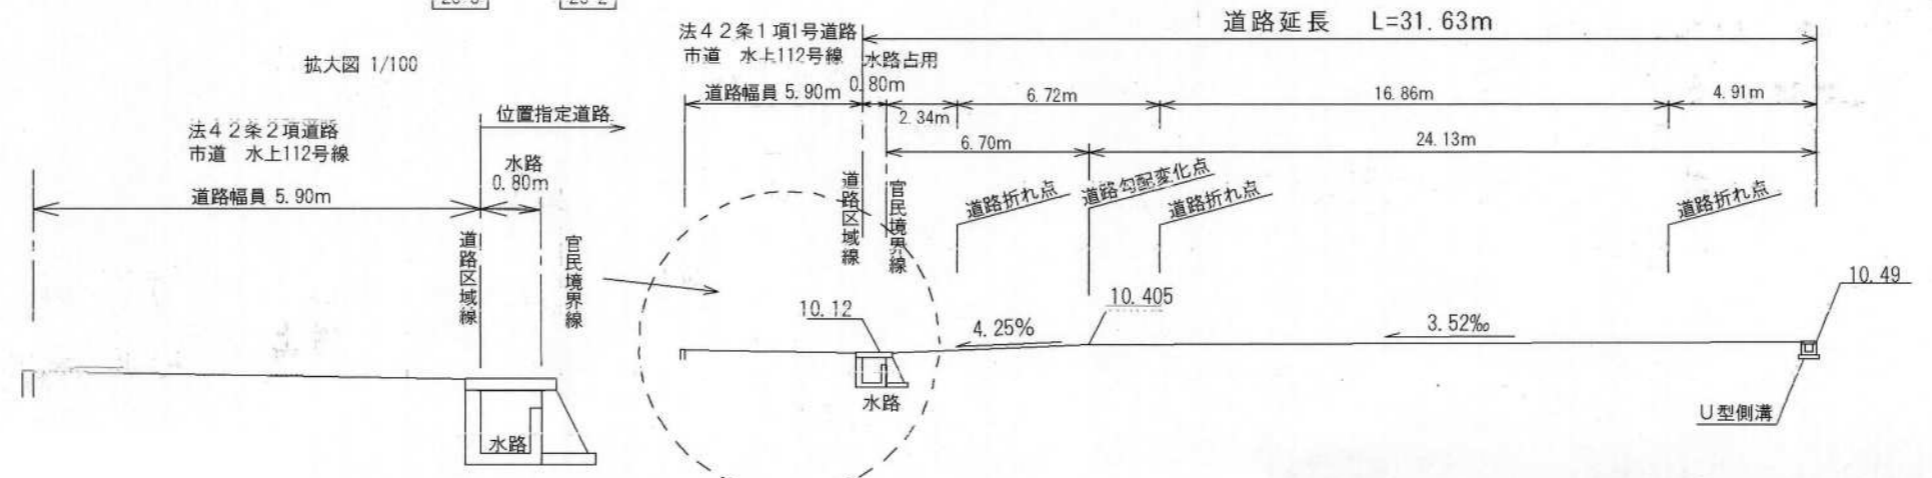 拡大図 1/100
法42条2項道路
市道 水上112号線
道路幅員 5.90m
位置指定道路
水路
0.80m
道路区域線
官民境界線
水路
道路延長 L=31.63m
法42条1項1号道路
市道 水上112号線
水路占用
道路幅員 5.90m
0.80m
2.34m
6.72m
16.86m
4.91m
6.70m
24.13m
道路区域線
官民境界線
道路折れ点
道路勾配変化点
道路折れ点
道路折れ点
10.12
4.25%
10.405
3.52‰
10.49
水路
U型側溝